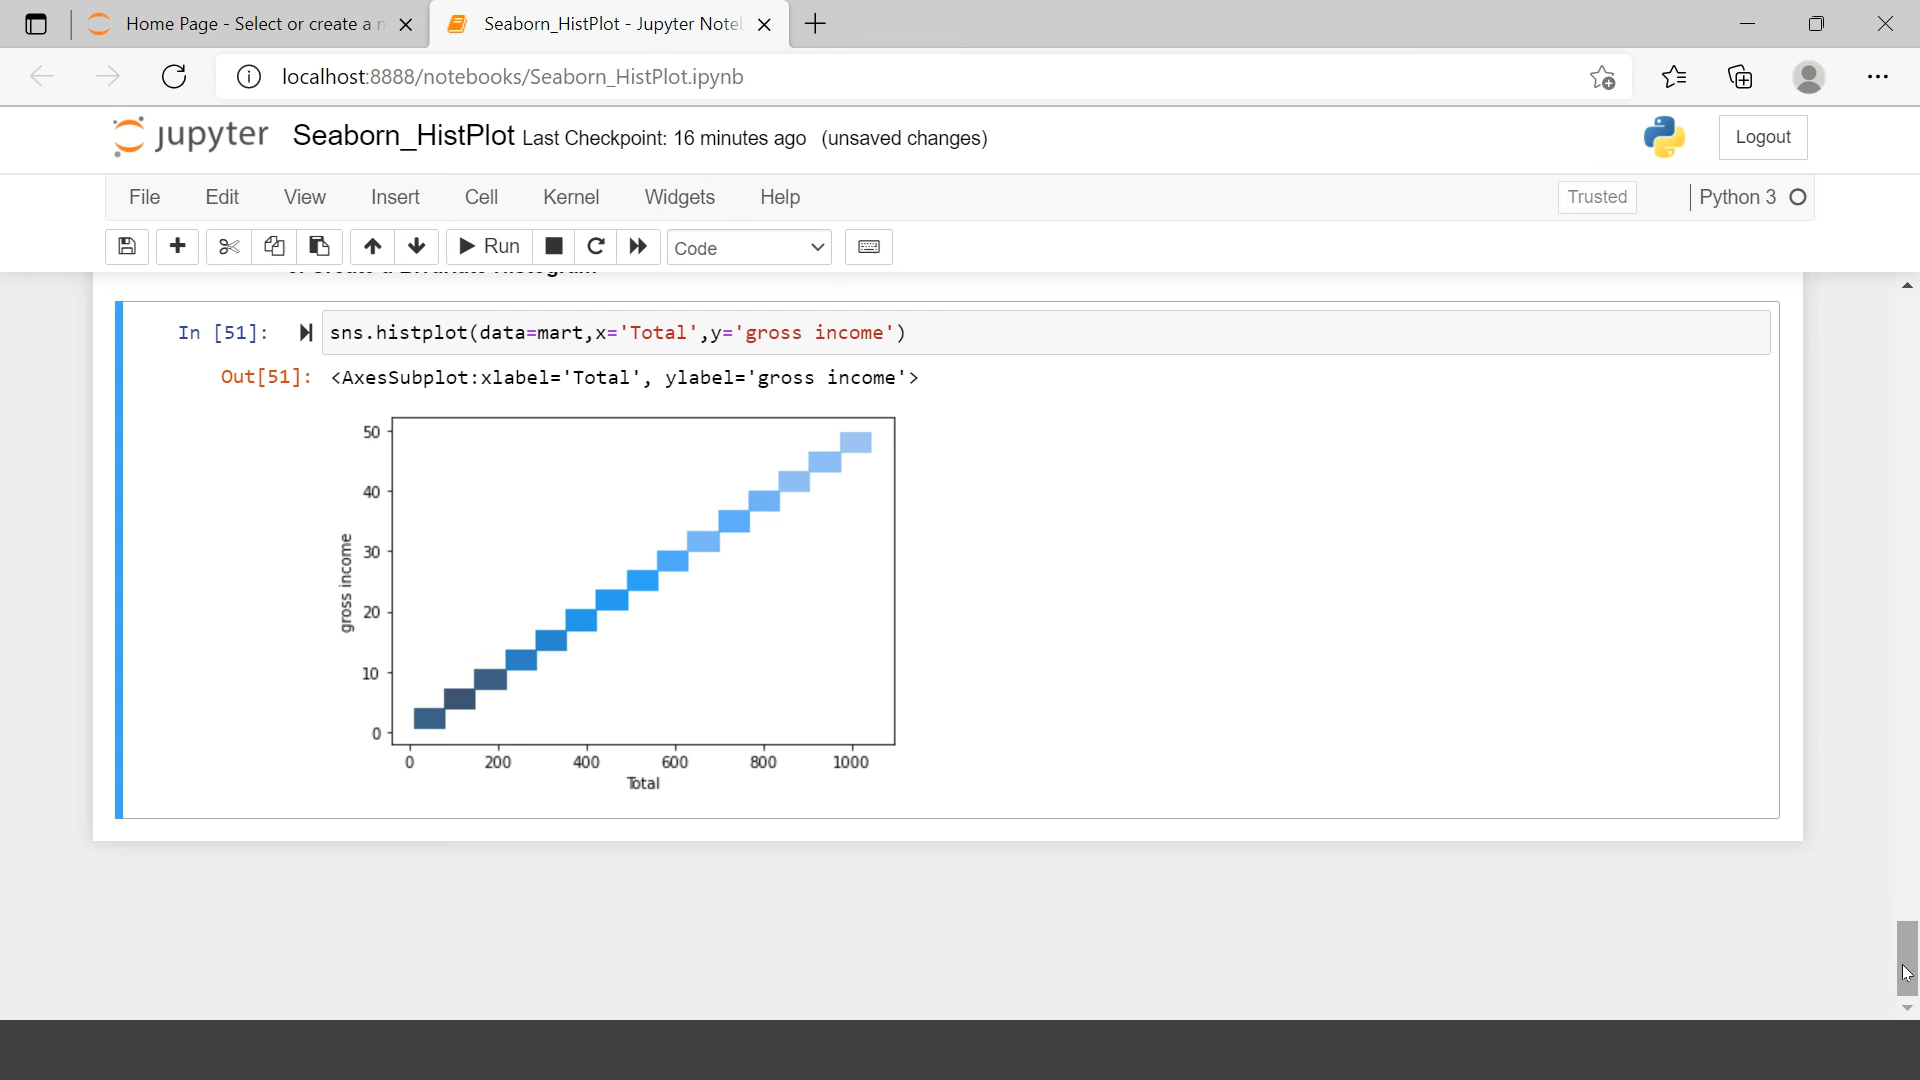 Home Page - Select or create a n
Seaborn_HistPlot - Jupyter Note
localhost:8888/notebooks/Seaborn_HistPlot.ipynb
jupyter Seaborn_HistPlot Last Checkpoint: 16 minutes ago (unsaved changes)
Logout
File Edit View Insert Cell Kernel Widgets Help
Trusted
Python 3
Run
Code
In [51]: sns.histplot(data=mart,x='Total',y='gross income')
Out[51]: <AxesSubplot:xlabel='Total', ylabel='gross income'>
50
40
30
20
10
0
gross income
0 200 400 600 800 1000
Total